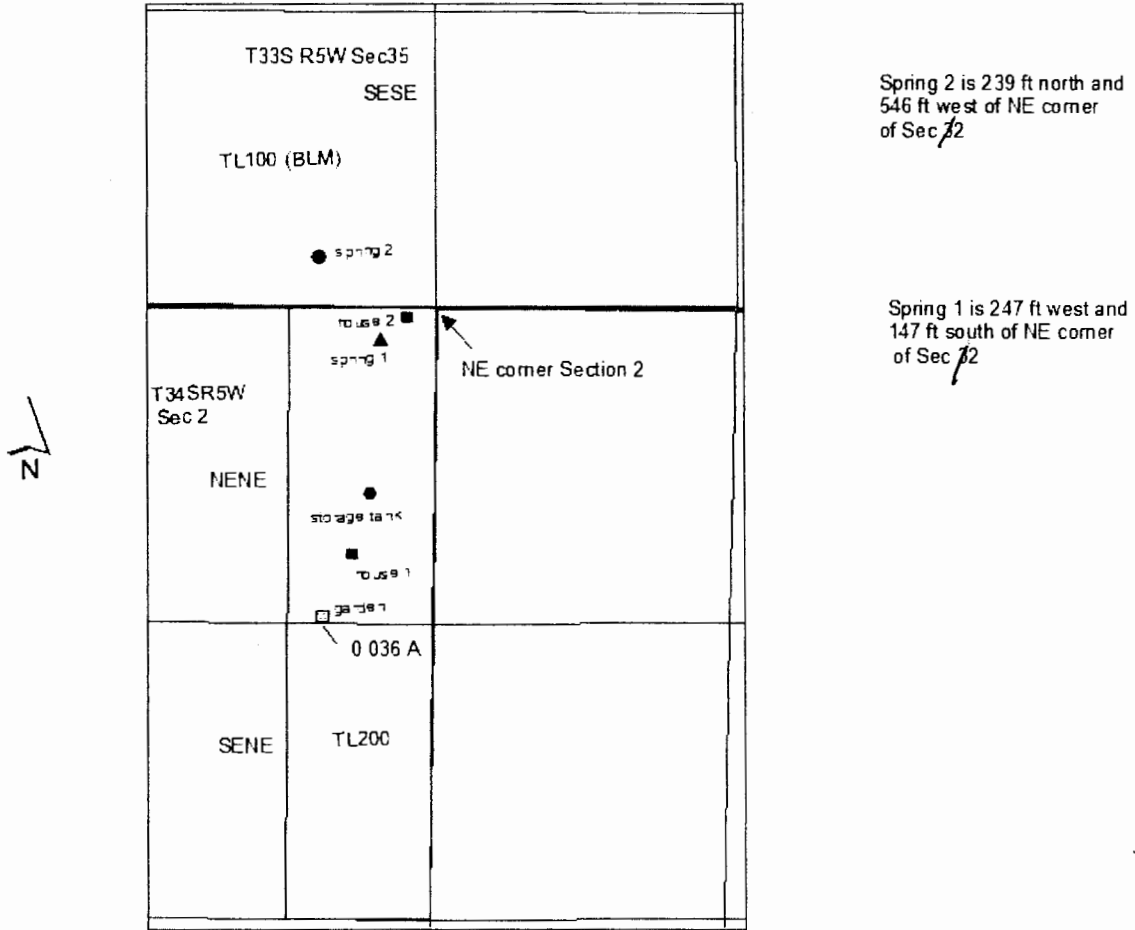 T33S R5W Sec35
SESE
TL100 (BLM)
spring 2
Spring 2 is 239 ft north and
546 ft west of NE corner
of Sec 32
house 2
spring 1
NE corner Section 2
Spring 1 is 247 ft west and
147 ft south of NE corner
of Sec 32
T34SR5W
Sec 2
N
NENE
storage tank
house 1
garden
0 036 A
SENE
TL200